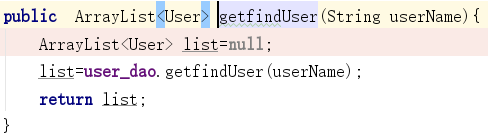 public  ArrayList<User> getfindUser(String userName){
ArrayList<User> list=null;
list=user_dao.getfindUser(userName);
return list;
}